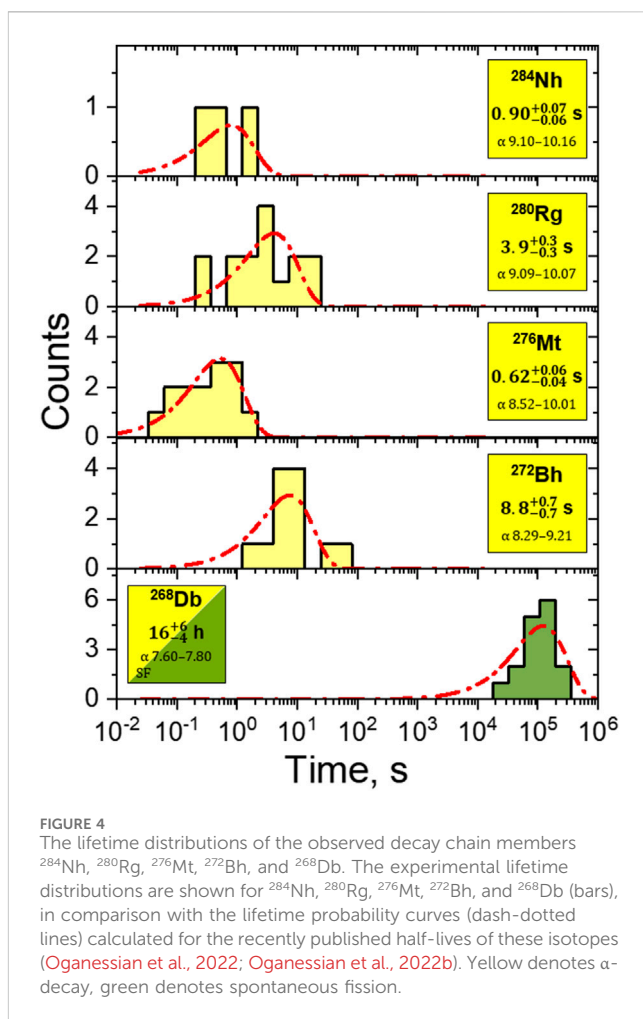 1
0
²⁸⁴Nh
0.90⁺⁰·⁰⁷₋₀.₀₆ s
α 9.10–10.16
4
2
0
²⁸⁰Rg
3.9⁺⁰·³₋₀.₃ s
α 9.09–10.07
4
2
0
²⁷⁶Mt
0.62⁺⁰·⁰⁶₋₀.₀₄ s
α 8.52–10.01
4
2
0
²⁷²Bh
8.8⁺⁰·⁷₋₀.₇ s
α 8.29–9.21
6
3
0
²⁶⁸Db
16⁺⁶₋₄ h
α 7.60–7.80
SF
Counts
10⁻² 10⁻¹ 10⁰ 10¹ 10² 10³ 10⁴ 10⁵ 10⁶
Time, s
FIGURE 4
The lifetime distributions of the observed decay chain members
²⁸⁴Nh, ²⁸⁰Rg, ²⁷⁶Mt, ²⁷²Bh, and ²⁶⁸Db. The experimental lifetime
distributions are shown for ²⁸⁴Nh, ²⁸⁰Rg, ²⁷⁶Mt, ²⁷²Bh, and ²⁶⁸Db (bars),
in comparison with the lifetime probability curves (dash-dotted
lines) calculated for the recently published half-lives of these isotopes
(Oganessian et al., 2022; Oganessian et al., 2022b). Yellow denotes α-
decay, green denotes spontaneous fission.